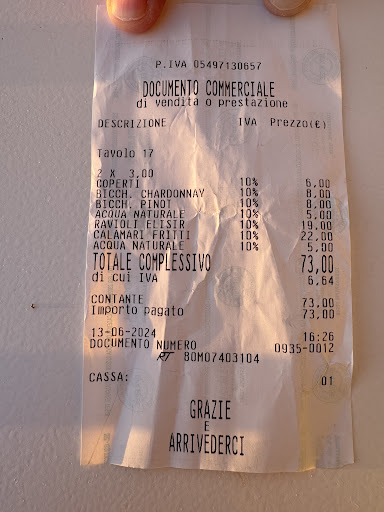 P.IVA 05497130657
DOCUMENTO COMMERCIALE
di vendita o prestazione
DESCRIZIONE IVA Prezzo(€)
Tavolo 17
2 X 3,00
COPERTI 10% 6,00
BICCH. CHARDONNAY 10% 8,00
BICCH. PINOT 10% 8,00
ACQUA NATURALE 10% 5,00
RAVIOLI ELISIR 10% 19,00
CALAMARI FRITTI 10% 22,00
ACQUA NATURALE 10% 5,00
TOTALE COMPLESSIVO 73,00
di cui IVA 6,64
CONTANTE 73,00
Importo pagato 73,00
13-06-2024 16:26
DOCUMENTO NUMERO 0935-0012
RT 80M07403104
CASSA: 01
GRAZIE
E
ARRIVEDERCI